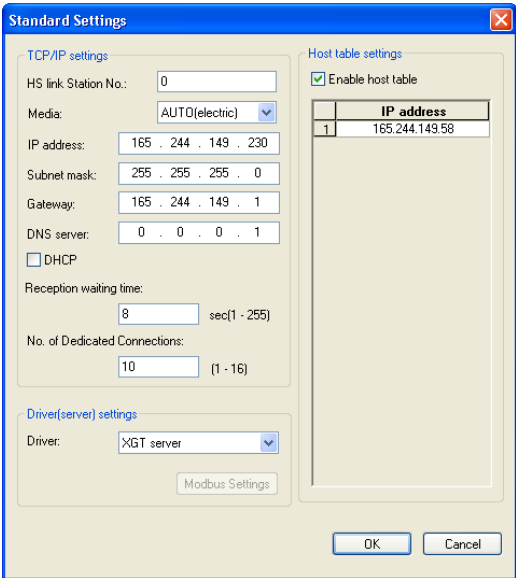 Standard Settings
TCP/IP settings
HS link Station No.: 0
Media: AUTO(electric)
IP address: 165 . 244 . 149 . 230
Subnet mask: 255 . 255 . 255 . 0
Gateway: 165 . 244 . 149 . 1
DNS server: 0 . 0 . 0 . 1
DHCP
Reception waiting time:
8 sec(1 - 255)
No. of Dedicated Connections:
10 (1 - 16)
Driver(server) settings
Driver: XGT server
Modbus Settings
Host table settings
Enable host table
IP address
1 165.244.149.58
OK Cancel